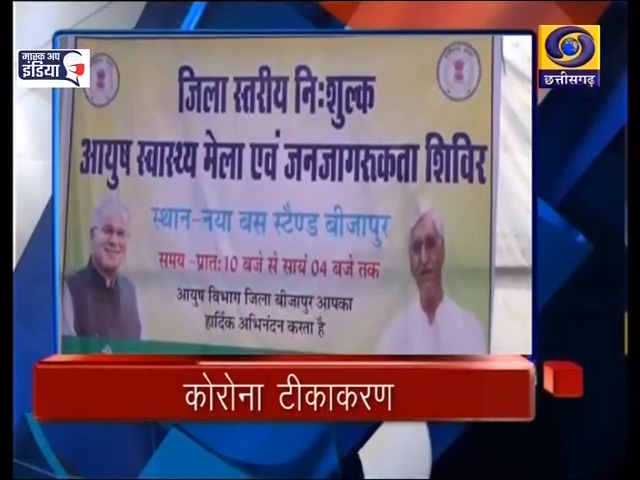 मास्क अप
इंडिया
छत्तीसगढ़
जिला स्तरीय निःशुल्क
आयुष स्वास्थ्य मेला एवं जनजागरूकता शिविर
स्थान-नया बस स्टैण्ड बीजापुर
समय -प्रात: 10 बजे से सायं 04 बजे तक
आयुष विभाग जिला बीजापुर आपका
हार्दिक अभिनंदन करता है
कोरोना टीकाकरण